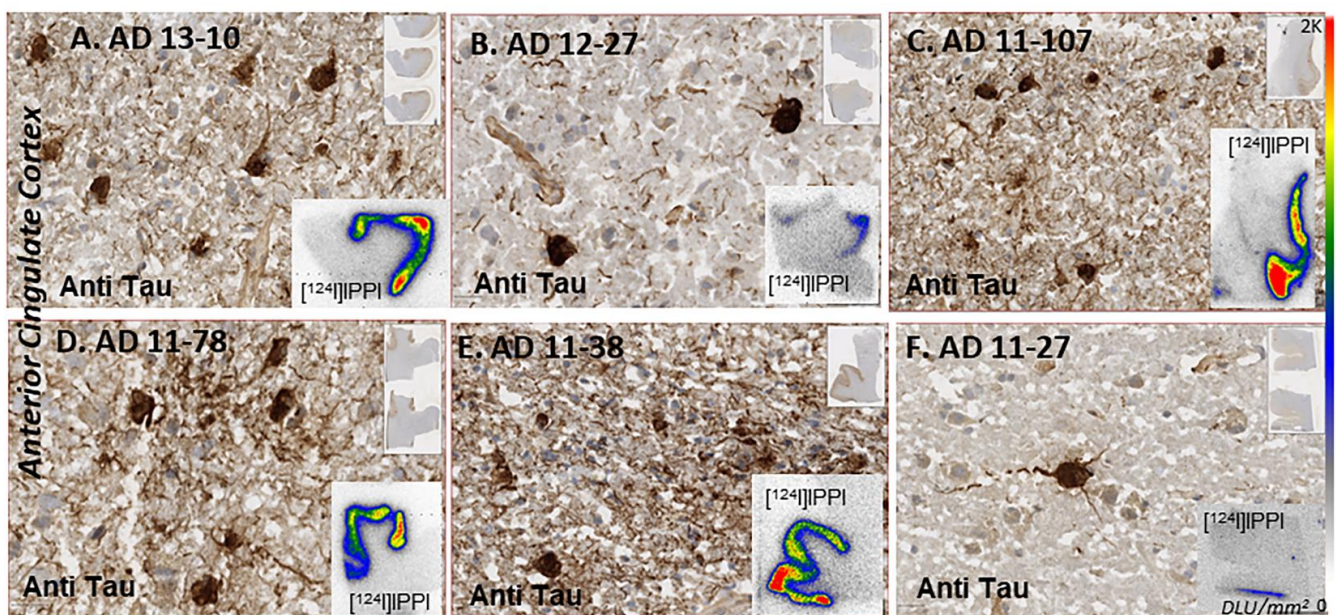 Anterior Cingulate Cortex
A. AD 13-10
[¹²⁴I]IPPI
Anti Tau
B. AD 12-27
[¹²⁴I]IPPI
Anti Tau
C. AD 11-107
2K
[¹²⁴I]IPPI
Anti Tau
D. AD 11-78
[¹²⁴I]IPPI
Anti Tau
E. AD 11-38
[¹²⁴I]IPPI
Anti Tau
F. AD 11-27
[¹²⁴I]IPPI
Anti Tau
DLU/mm² 0